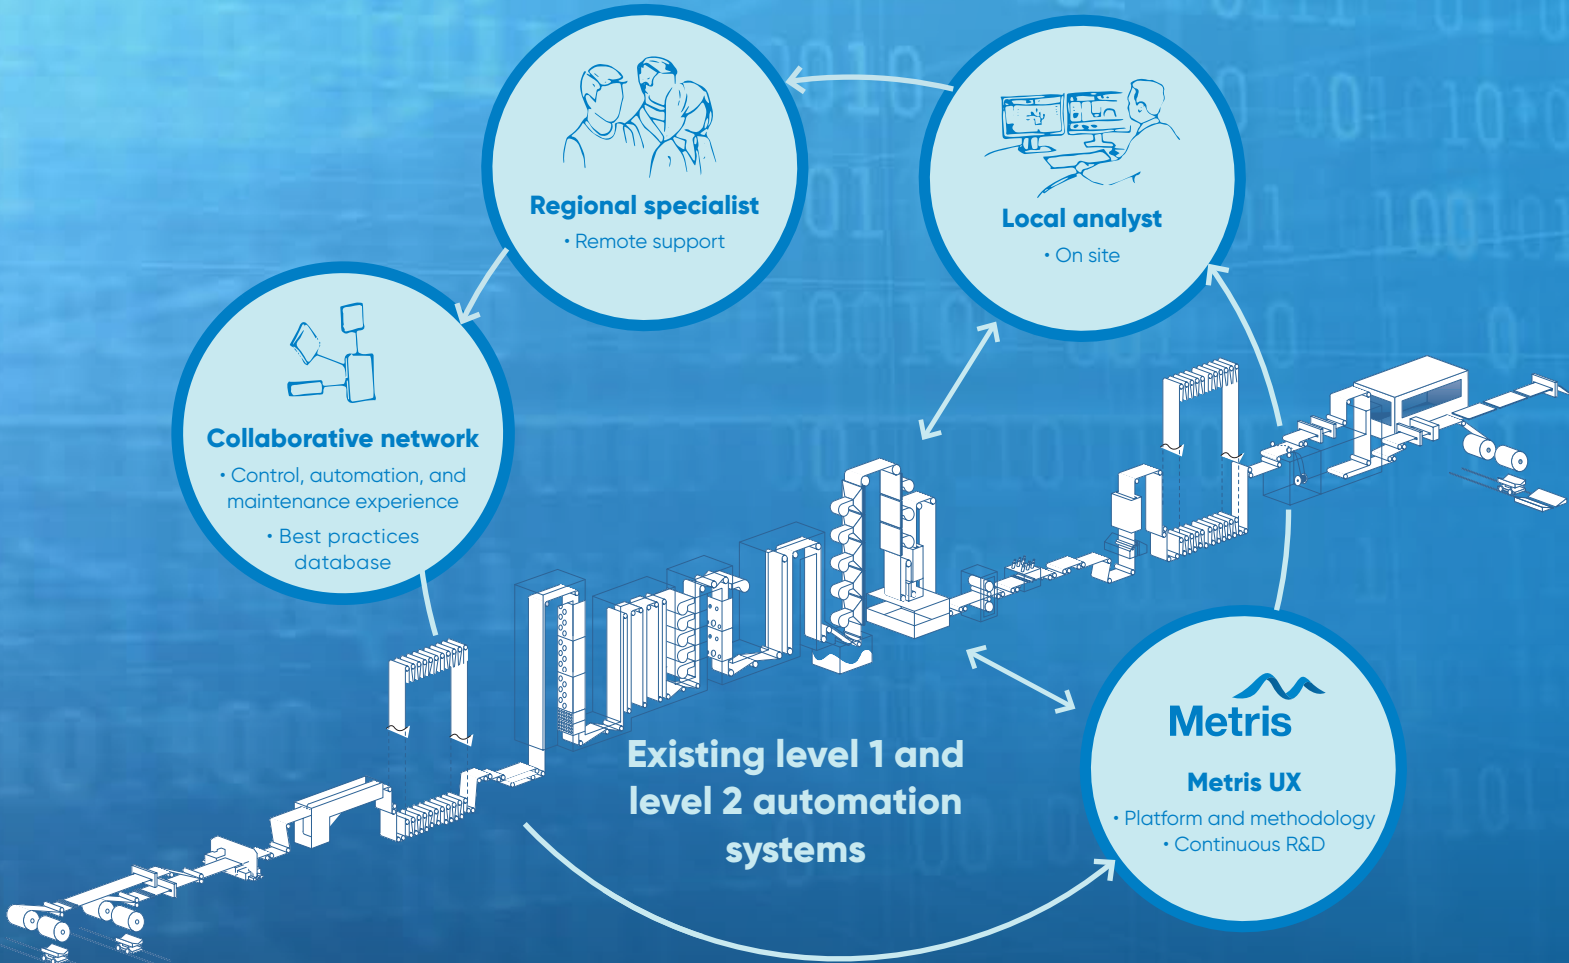 Regional specialist
• Remote support
Local analyst
• On site
Collaborative network
• Control, automation, and
maintenance experience
• Best practices
database
Existing level 1 and
level 2 automation
systems
Metris
Metris UX
• Platform and methodology
• Continuous R&D